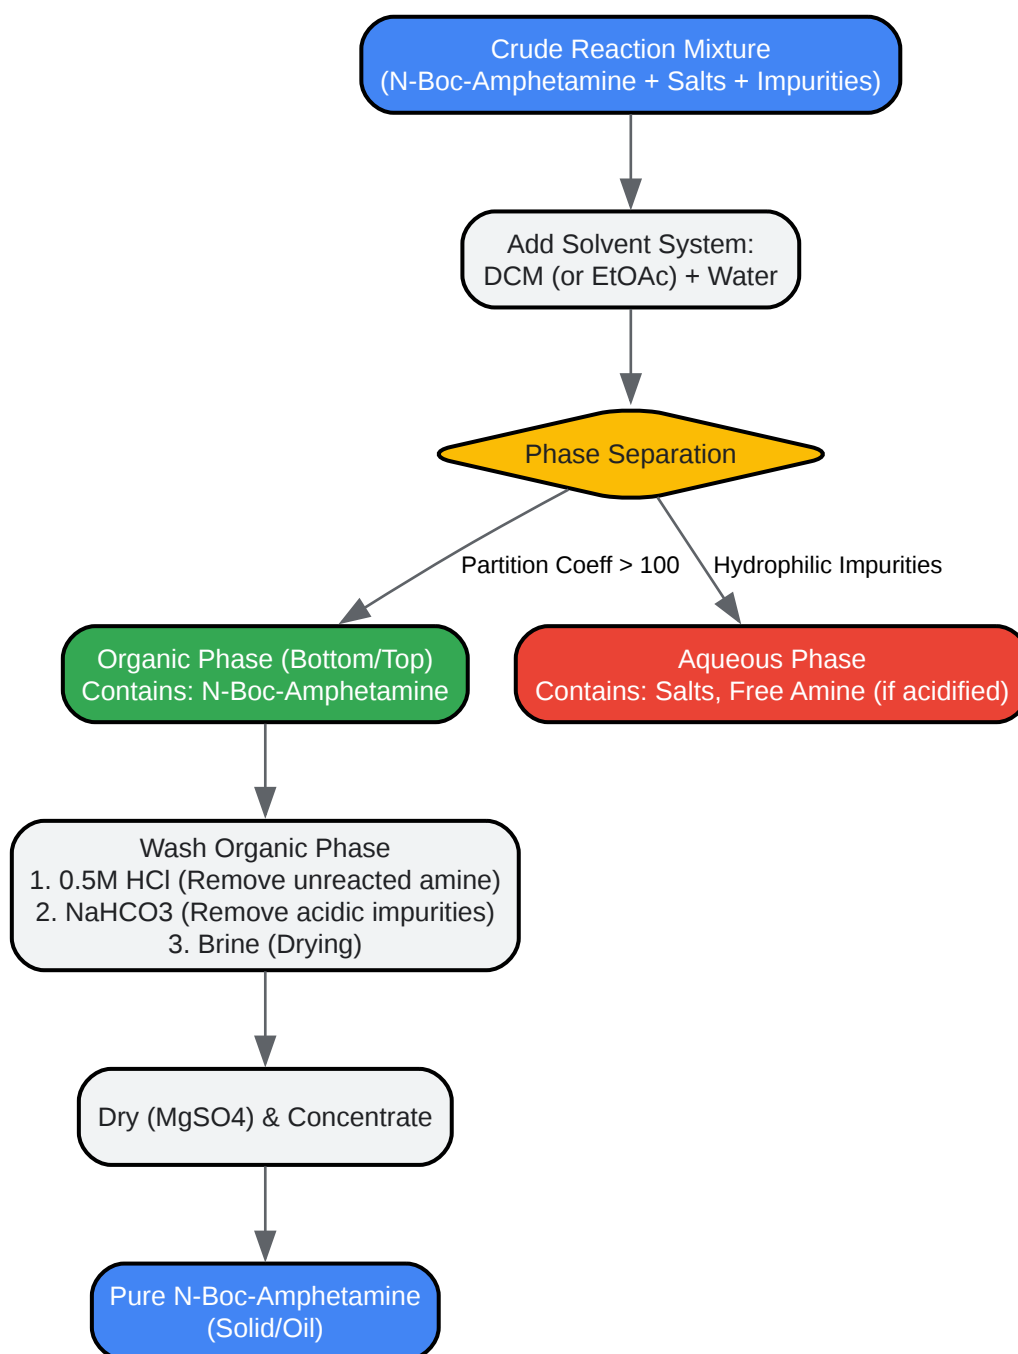 Crude Reaction Mixture
(N-Boc-Amphetamine + Salts + Impurities)
Add Solvent System:
DCM (or EtOAc) + Water
Phase Separation
Partition Coeff > 100
Hydrophilic Impurities
Organic Phase (Bottom/Top)
Contains: N-Boc-Amphetamine
Aqueous Phase
Contains: Salts, Free Amine (if acidified)
Wash Organic Phase
1. 0.5M HCl (Remove unreacted amine)
2. NaHCO3 (Remove acidic impurities)
3. Brine (Drying)
Dry (MgSO4) & Concentrate
Pure N-Boc-Amphetamine
(Solid/Oil)